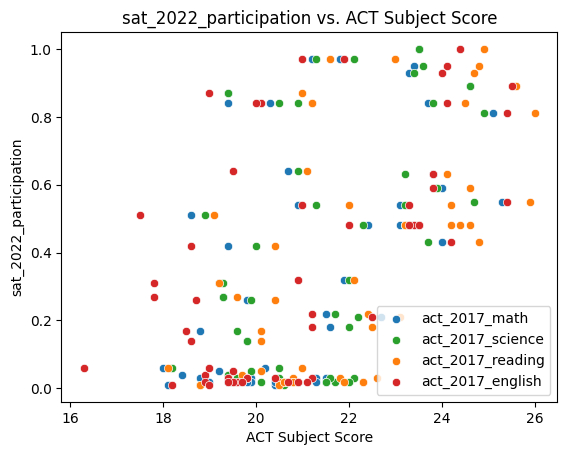 sat_2022_participation vs. ACT Subject Score
sat_2022_participation
1.0
0.8
0.6
0.4
0.2
0.0
act_2017_math
act_2017_science
act_2017_reading
act_2017_english
16 18 20 22 24 26
ACT Subject Score